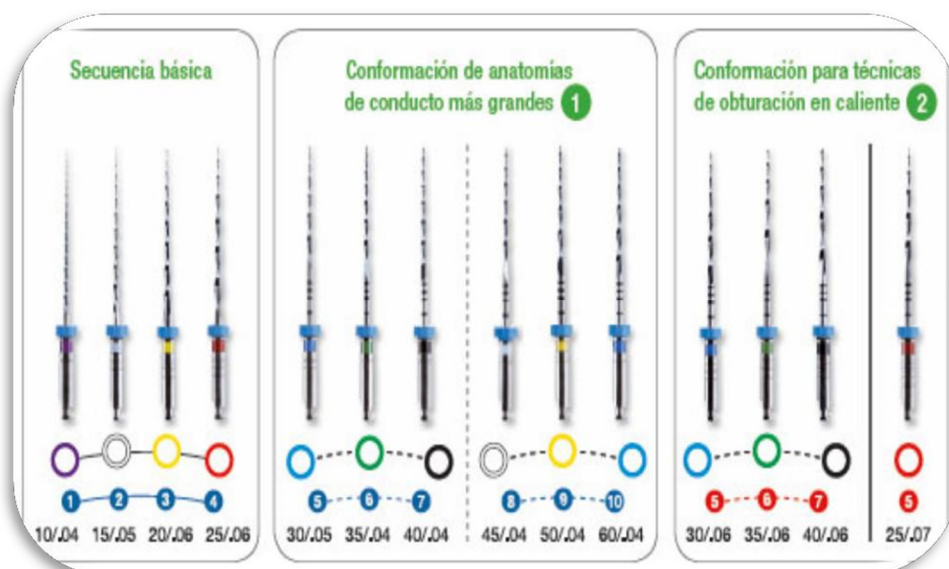 Secuencia básica
Conformación de anatomías
de conducto más grandes 1
Conformación para técnicas
de obturación en caliente 2
1 2 3 4
10/.04 15/.05 20/.06 25/.06
5 6 7
30/.05 35/.04 40/.04
8 9 10
45/.04 50/.04 60/.04
5 6 7
30/.06 35/.06 40/.06
5
25/.07